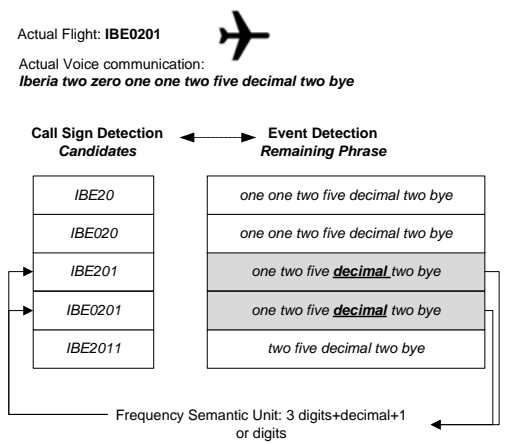 Actual Flight: IBE0201
Actual Voice communication:
Iberia two zero one one two five decimal two bye
Call Sign Detection
Candidates
Event Detection
Remaining Phrase
IBE20
one one two five decimal two bye
IBE020
one one two five decimal two bye
IBE201
one two five decimal two bye
IBE0201
one two five decimal two bye
IBE2011
two five decimal two bye
Frequency Semantic Unit: 3 digits+decimal+1
or digits